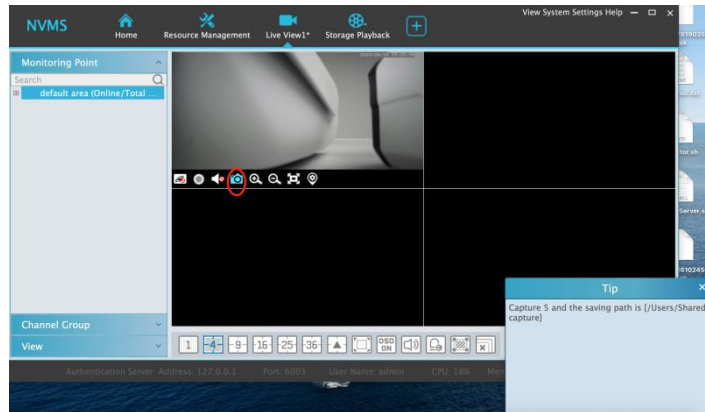 View System Settings Help
NVMS
Home
Resource Management
Live View1*
Storage Playback
Monitoring Point
Search
default area (Online/Total ...
Channel Group
View
1
4
9
16
25
36
OSD
ON
Tip
Capture 5 and the saving path is [/Users/Shared
capture]
Authentication Server Address: 127.0.0.1 Port: 6003 User Name: admin CPU: 18% Mem